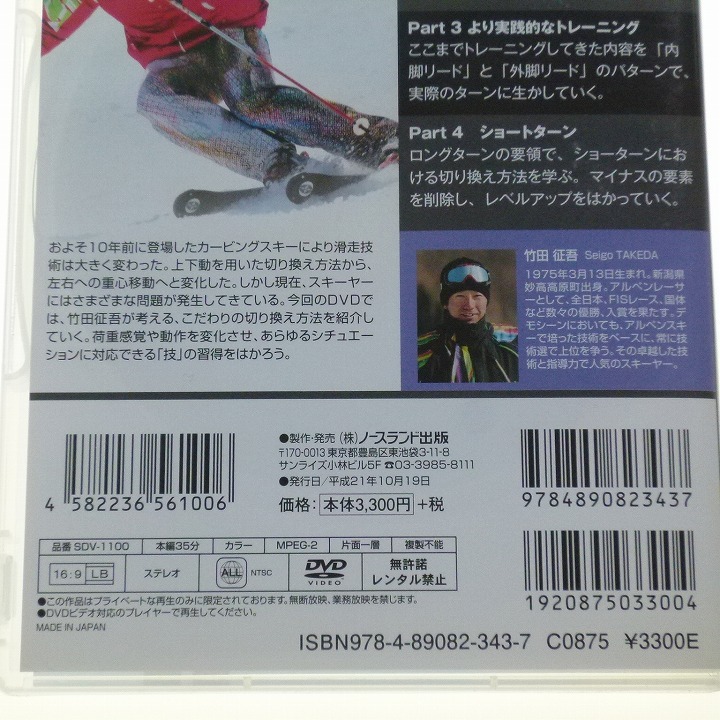 Part 3 より実践的なトレーニング
ここまでトレーニングしてきた内容を「内
脚リード」と「外脚リード」のパターンで、
実際のターンに生かしていく。
Part 4 ショートターン
ロングターンの要領で、ショーターンにお
ける切り換え方法を学ぶ。マイナスの要素
を削除し、レベルアップをはかっていく。
およそ10年前に登場したカービングスキーにより滑走技
術は大きく変わった。上下動を用いた切り換え方法から、
左右への重心移動へと変化した。しかし現在、スキーヤー
にはさまざまな問題が発生してきている。今回のDVDで
は、竹田征吾が考える、こだわりの切り換え方法を紹介し
ていく。荷重感覚や動作を変化させ、あらゆるシチュエー
ションに対応できる「技」の習得をはかろう。
竹田 征吾 Seigo TAKEDA
1975年3月13日生まれ。新潟県
妙高高原町出身。アルペンレーサ
ーとして、全日本、FISレース、国体
など数々の優勝、入賞を果たす。デ
モシーンにおいても、アルペンスキ
ーで培った技術をベースに、常に技
術選で上位を争う。その卓越した技
術と指導力で人気のスキーヤー。
4 582236 561006
●製作・発売 (株)ノースランド出版
〒170-0013 東京都豊島区東池袋3-11-8
サンライズ小林ビル5F ☎03-3985-8111
●発行日/平成21年10月19日
価格: 本体3,300円 +税
9784890823437
品番 SDV-1100 本編35分 カラー MPEG-2 片面一層 複製不能
16:9 LB ステレオ ALL NTSC DVD VIDEO 無許諾
レンタル禁止
1920875033004
●この作品はプライベートな再生のみに限定されております。無断放映、業務放映を禁じます。
●DVDビデオ対応のプレイヤーで再生してください。
MADE IN JAPAN
ISBN978-4-89082-343-7 C0875 ¥3300E